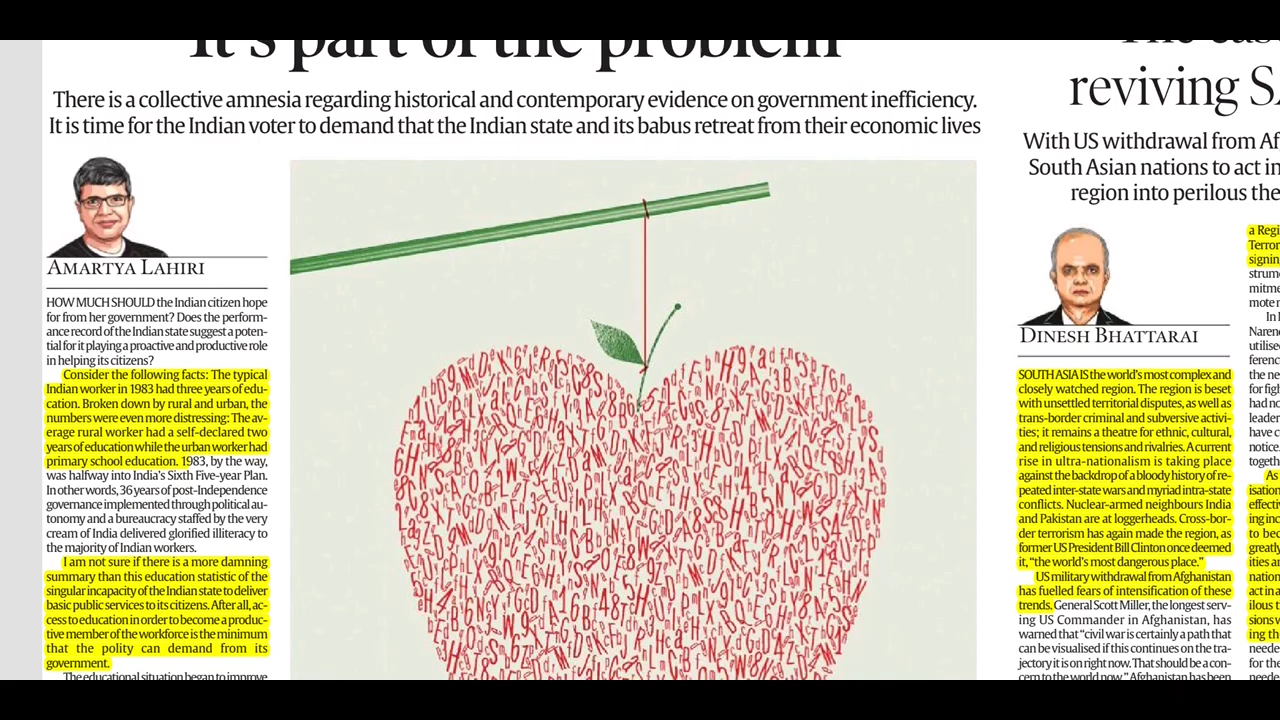 It's part of the problem
There is a collective amnesia regarding historical and contemporary evidence on government inefficiency.
It is time for the Indian voter to demand that the Indian state and its babus retreat from their economic lives
AMARTYA LAHIRI
HOW MUCH SHOULD the Indian citizen hope
for from her government? Does the perform-
ance record of the Indian state suggest a poten-
tial for it playing a proactive and productive role
in helping its citizens?
Consider the following facts: The typical
Indian worker in 1983 had three years of edu-
cation. Broken down by rural and urban, the
numbers were even more distressing: The av-
erage rural worker had a self-declared two
years of education while the urban worker had
primary school education. 1983, by the way,
was halfway into India's Sixth Five-year Plan.
In other words, 36 years of post-Independence
governance implemented through political au-
tonomy and a bureaucracy staffed by the very
cream of India delivered glorified illiteracy to
the majority of Indian workers.
I am not sure if there is a more damning
summary than this education statistic of the
singular incapacity of the Indian state to deliver
basic public services to its citizens. After all, ac-
cess to education in order to become a produc-
tive member of the workforce is the minimum
that the polity can demand from its
government.
The educational situation began to improve
reviving
With US withdrawal from
South Asian nations to act in
region into perilous
DINESH BHATTARAI
SOUTH ASIA IS the world's most complex and
closely watched region. The region is beset
with unsettled territorial disputes, as well as
trans-border criminal and subversive activi-
ties; it remains a theatre for ethnic, cultural,
and religious tensions and rivalries. A current
rise in ultra-nationalism is taking place
against the backdrop of a bloody history of re-
peated inter-state wars and myriad intra-state
conflicts. Nuclear-armed neighbours India
and Pakistan are at loggerheads. Cross-bor-
der terrorism has again made the region, as
former US President Bill Clinton once deemed
it, "the world's most dangerous place."
US military withdrawal from Afghanistan
has fuelled fears of intensification of these
trends. General Scott Miller, the longest serv-
ing US Commander in Afghanistan, has
warned that "civil war is certainly a path that
can be visualised if this continues on the tra-
jectory it is on right now. That should be a con-
cern to the world now." Afghanistan has been